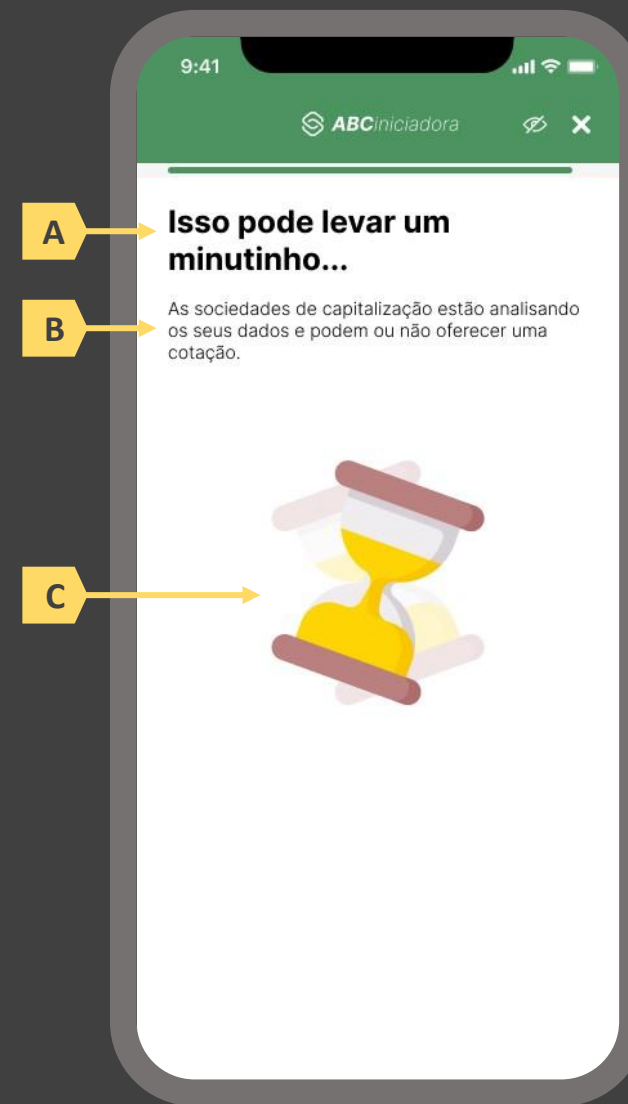 9:41
ABCiniciadora
A
Isso pode levar um
minutinho...
B
As sociedades de capitalização estão analisando
os seus dados e podem ou não oferecer uma
cotação.
C